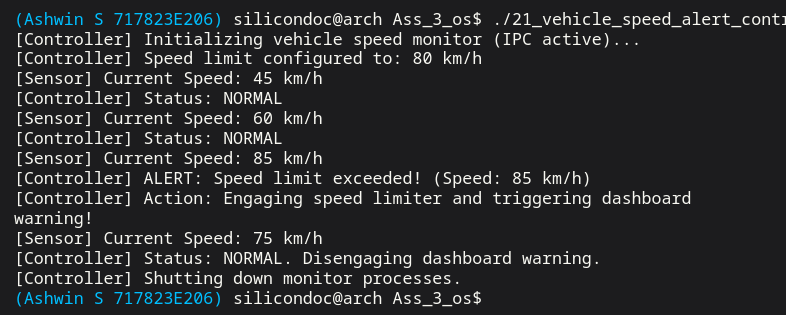 (Ashwin S 717823E206) silicondoc@arch Ass_3_os$ ./21_vehicle_speed_alert_contr
[Controller] Initializing vehicle speed monitor (IPC active)...
[Controller] Speed limit configured to: 80 km/h
[Sensor] Current Speed: 45 km/h
[Controller] Status: NORMAL
[Sensor] Current Speed: 60 km/h
[Controller] Status: NORMAL
[Sensor] Current Speed: 85 km/h
[Controller] ALERT: Speed limit exceeded! (Speed: 85 km/h)
[Controller] Action: Engaging speed limiter and triggering dashboard
warning!
[Sensor] Current Speed: 75 km/h
[Controller] Status: NORMAL. Disengaging dashboard warning.
[Controller] Shutting down monitor processes.
(Ashwin S 717823E206) silicondoc@arch Ass_3_os$